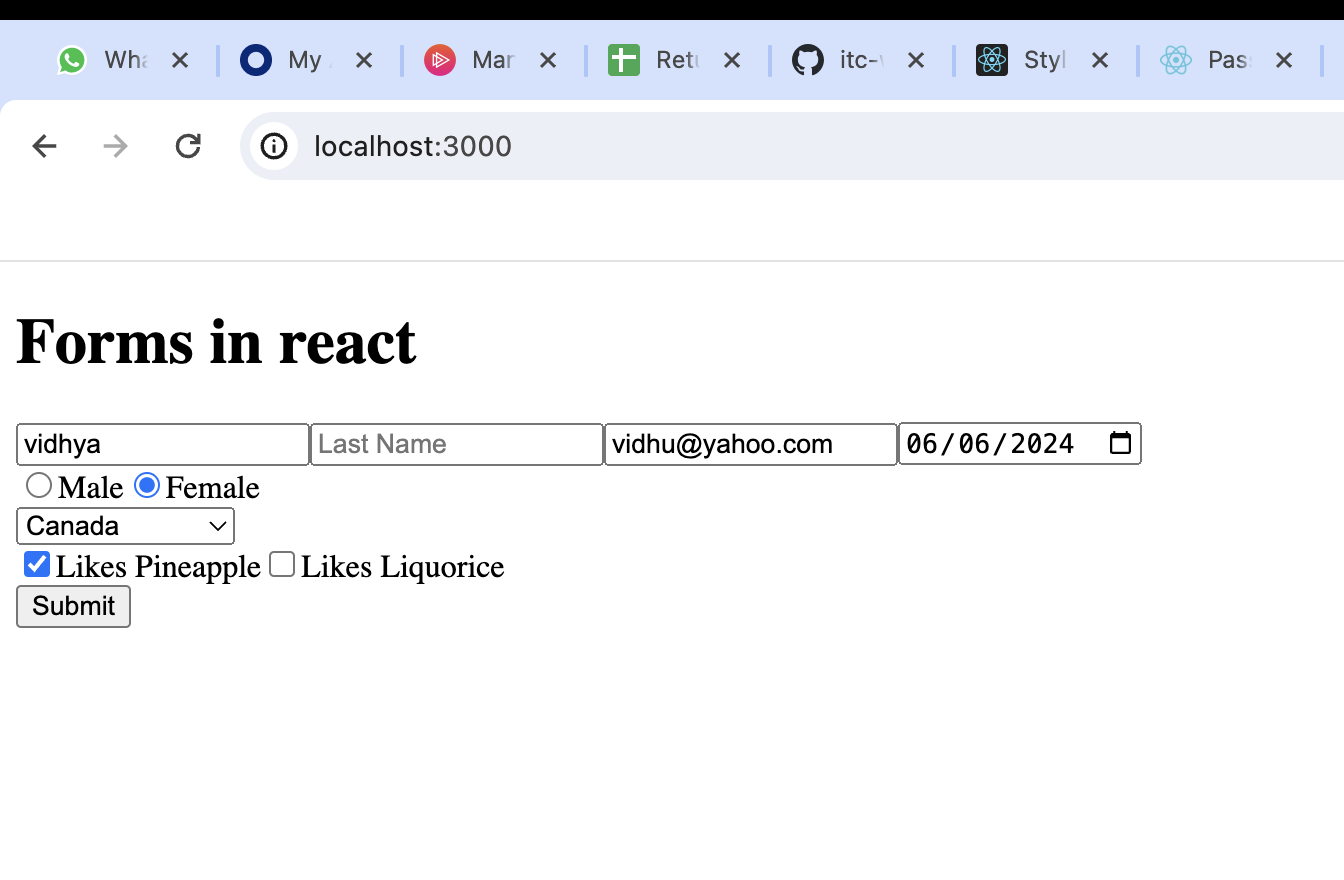 Wha My Mar Retu itc- Styl Pas
localhost:3000
Forms in react
vidhya Last Name vidhu@yahoo.com 06/06/2024
Male Female
Canada
Likes Pineapple Likes Liquorice
Submit